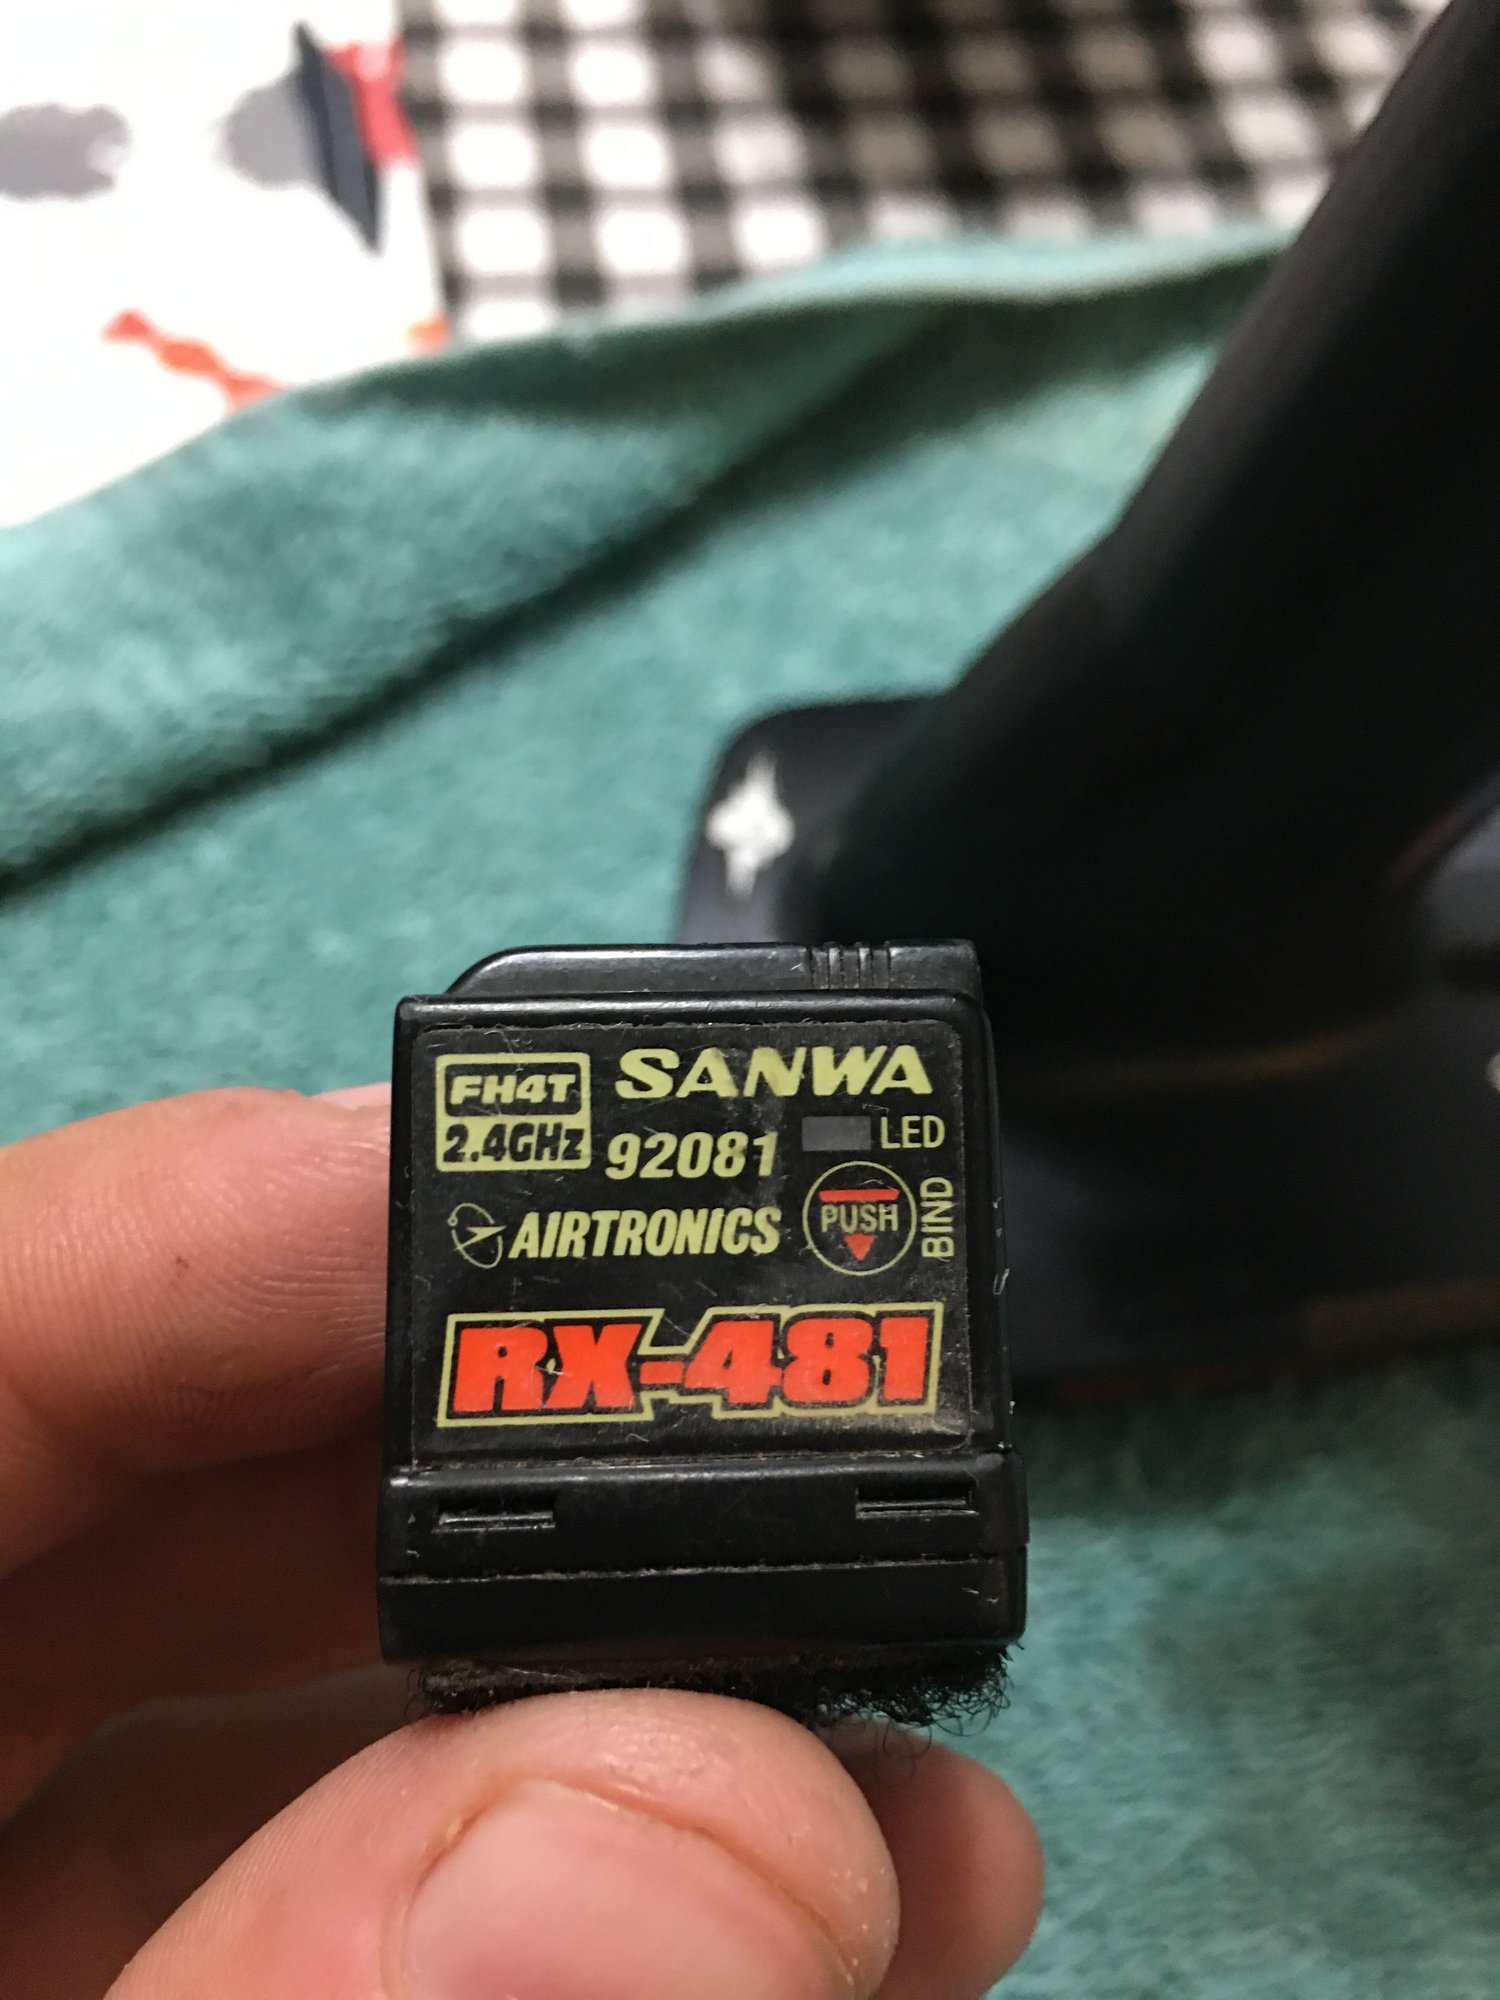 FH4T
2.4GHz
SANWA
92081
LED
AIRTRONICS
PUSH
BIND
RX-481